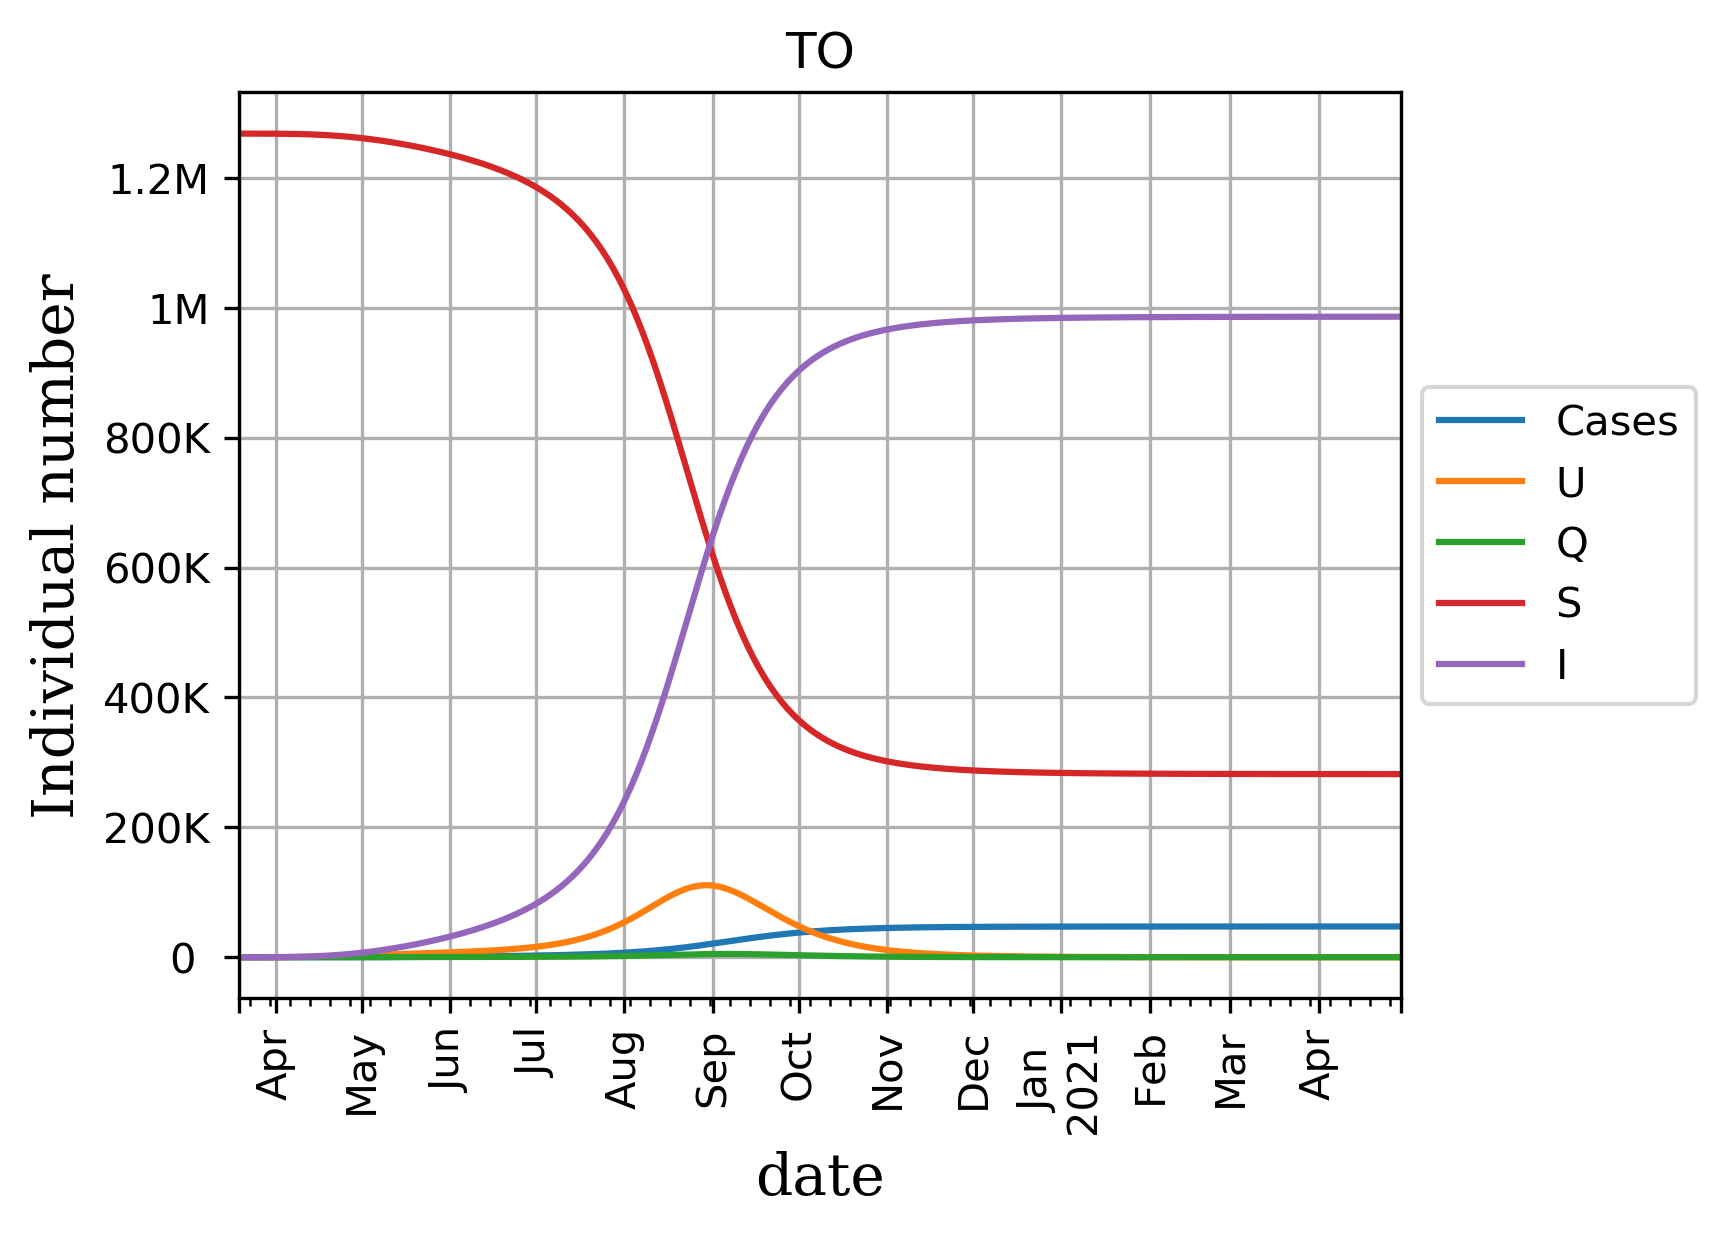 TO
Individual number
1.2M
1M
800K
600K
400K
200K
0
Apr
May
Jun
Jul
Aug
Sep
Oct
Nov
Dec
Jan
2021
Feb
Mar
Apr
date
Cases
U
Q
S
I